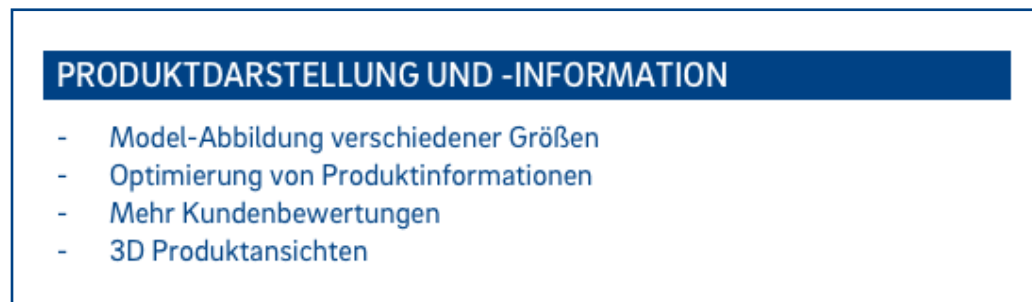 PRODUKTDARSTELLUNG UND -INFORMATION
- Model-Abbildung verschiedener Größen
- Optimierung von Produktinformationen
- Mehr Kundenbewertungen
- 3D Produktansichten